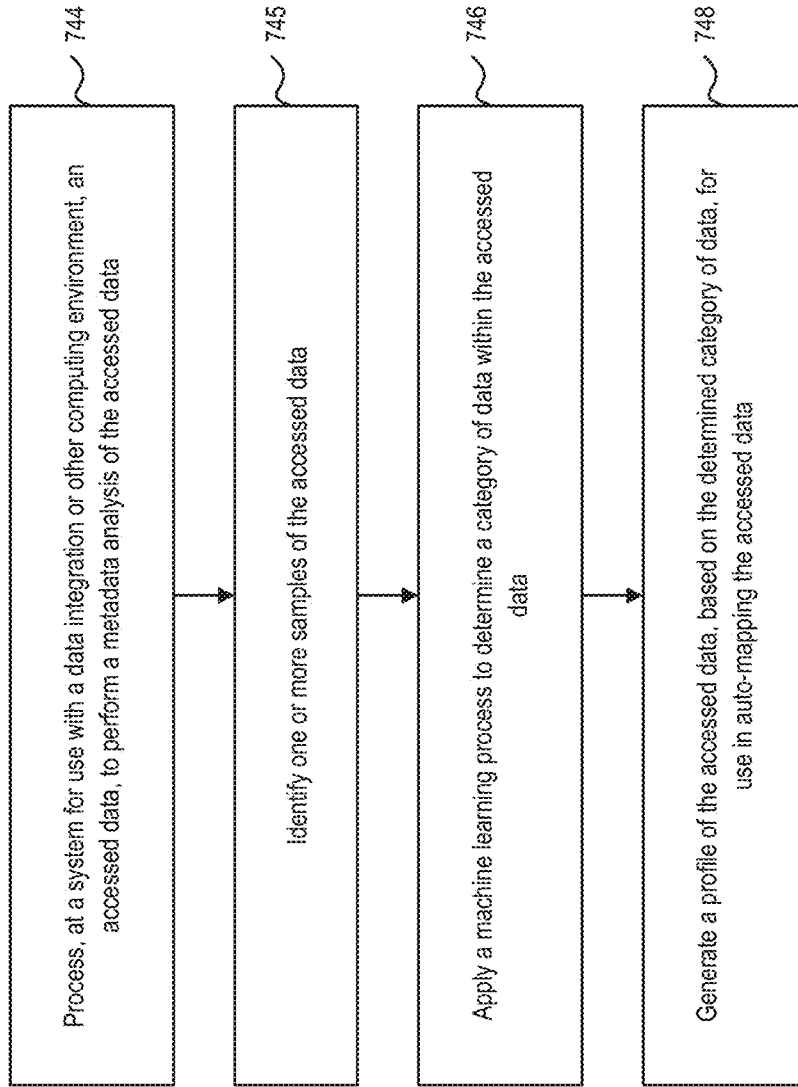 Process, at a system for use with a data integration or other computing environment, an
accessed data, to perform a metadata analysis of the accessed data
744
Identify one or more samples of the accessed data
745
Apply a machine learning process to determine a category of data within the accessed
data
746
Generate a profile of the accessed data, based on the determined category of data, for
use in auto-mapping the accessed data
748